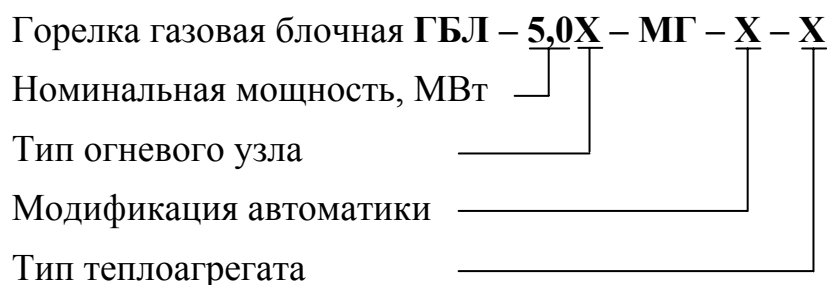 Горелка газовая блочная ГБЛ – 5,0Х – МГ – Х – Х
Номинальная мощность, МВт
Тип огневого узла
Модификация автоматики
Тип теплоагрегата